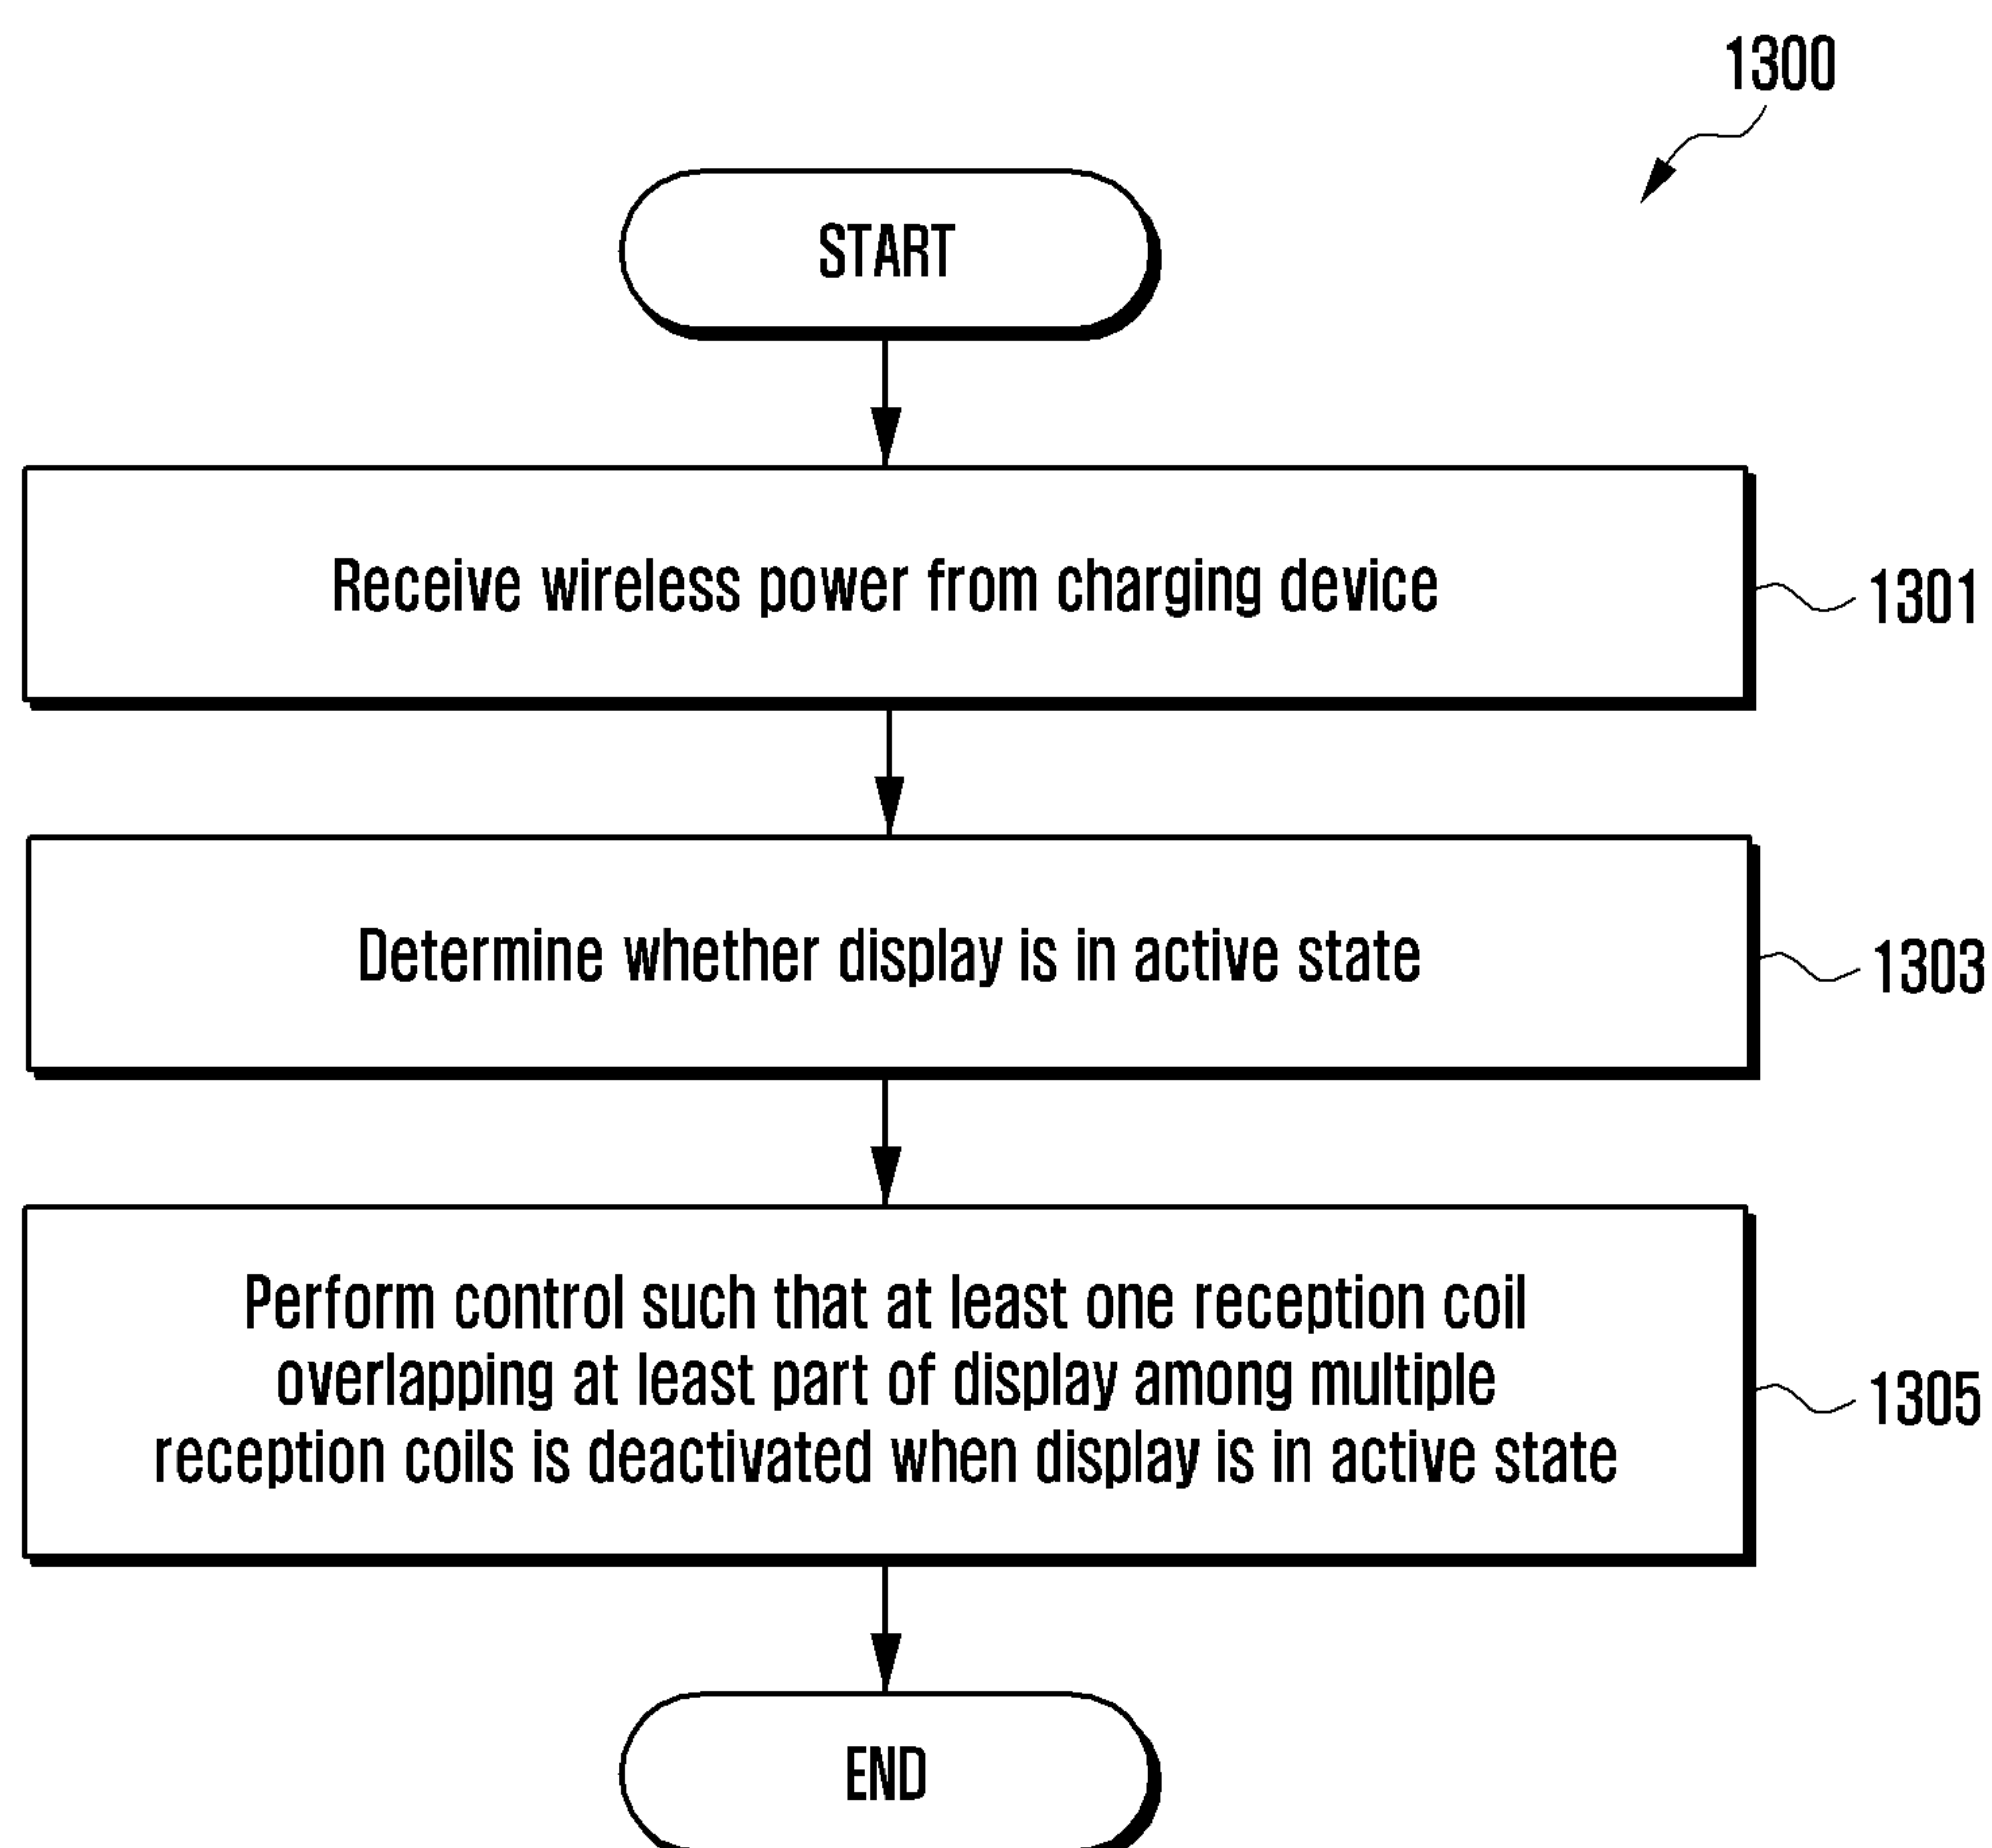 1300
START
Receive wireless power from charging device
1301
Determine whether display is in active state
1303
Perform control such that at least one reception coil
overlapping at least part of display among multiple
reception coils is deactivated when display is in active state
1305
END